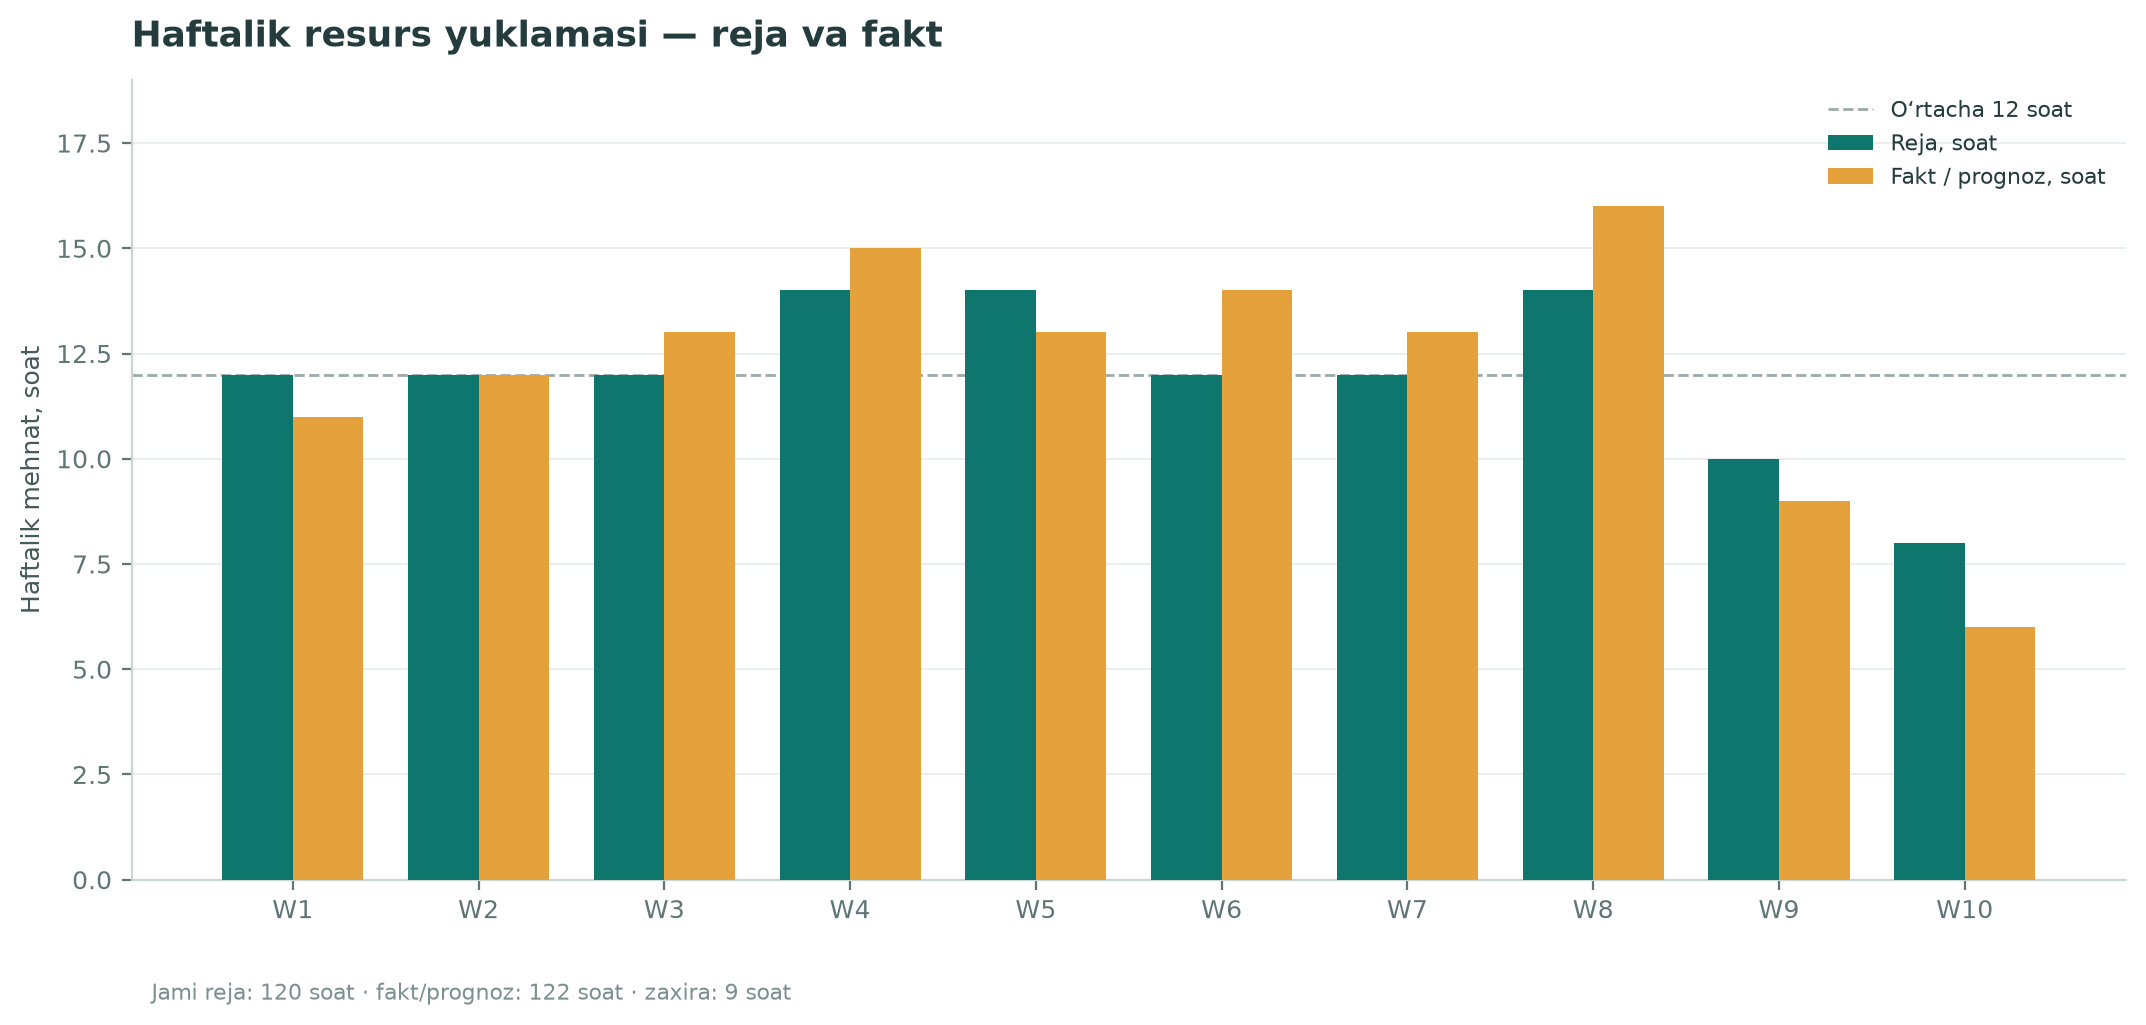 Haftalik resurs yuklamasi — reja va fakt
O‘rtacha 12 soat
Reja, soat
Fakt / prognoz, soat
Haftalik mehnat, soat
17.5
15.0
12.5
10.0
7.5
5.0
2.5
0.0
W1 W2 W3 W4 W5 W6 W7 W8 W9 W10
Jami reja: 120 soat · fakt/prognoz: 122 soat · zaxira: 9 soat